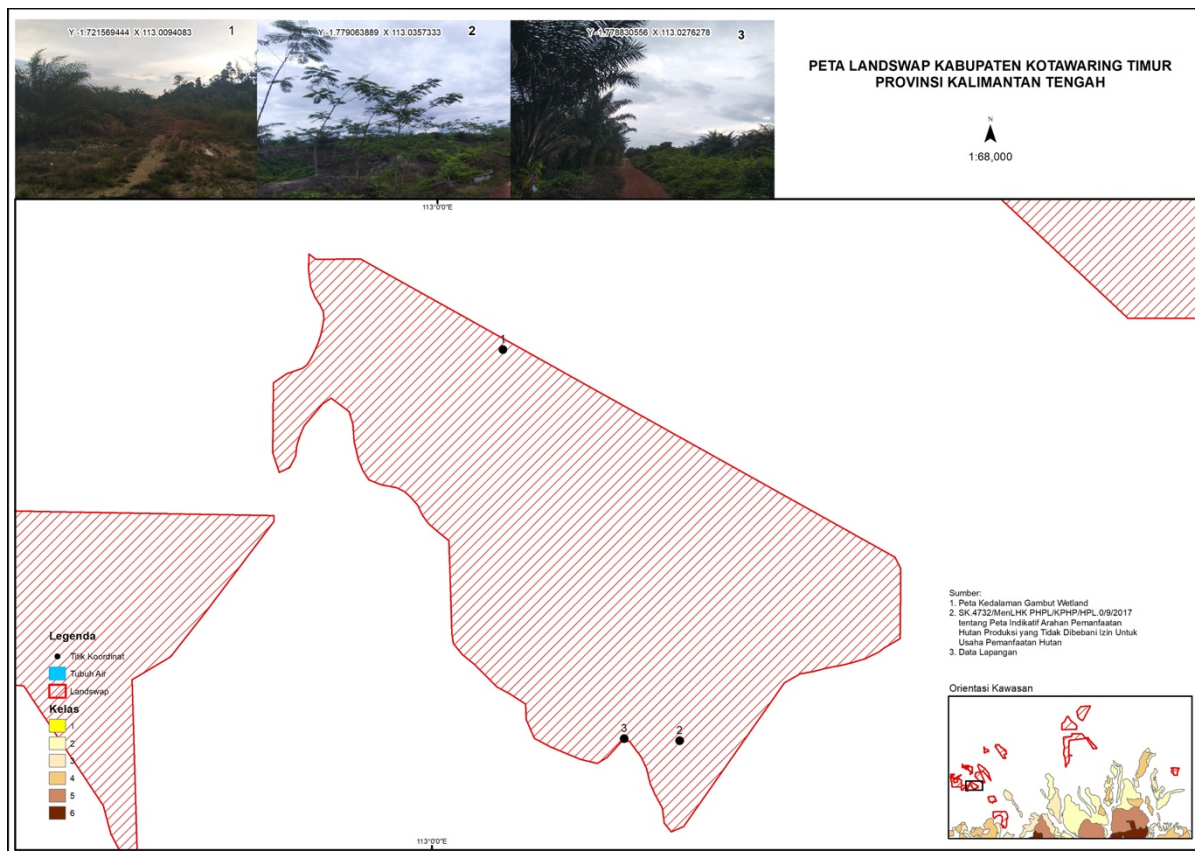 Y -1.721569444 X 113.0094083
1
Y -1.779063889 X 113.0357333
2
Y -1.778830556 X 113.0276278
3
PETA LANDSWAP KABUPATEN KOTAWARING TIMUR
PROVINSI KALIMANTAN TENGAH
N
1:68,000
113°0'0"E
1
3
2
Legenda
Titik Koordinat
Tubuh Air
Landswap
Kelas
1
2
3
4
5
6
Sumber:
1. Peta Kedalaman Gambut Wetland
2. SK.4732/MenLHK PHPL/KPHP/HPL.0/9/2017
tentang Peta Indikatif Arahan Pemanfaatan
Hutan Produksi yang Tidak Dibebani Izin Untuk
Usaha Pemanfaatan Hutan
3. Data Lapangan
Orientasi Kawasan
113°0'0"E